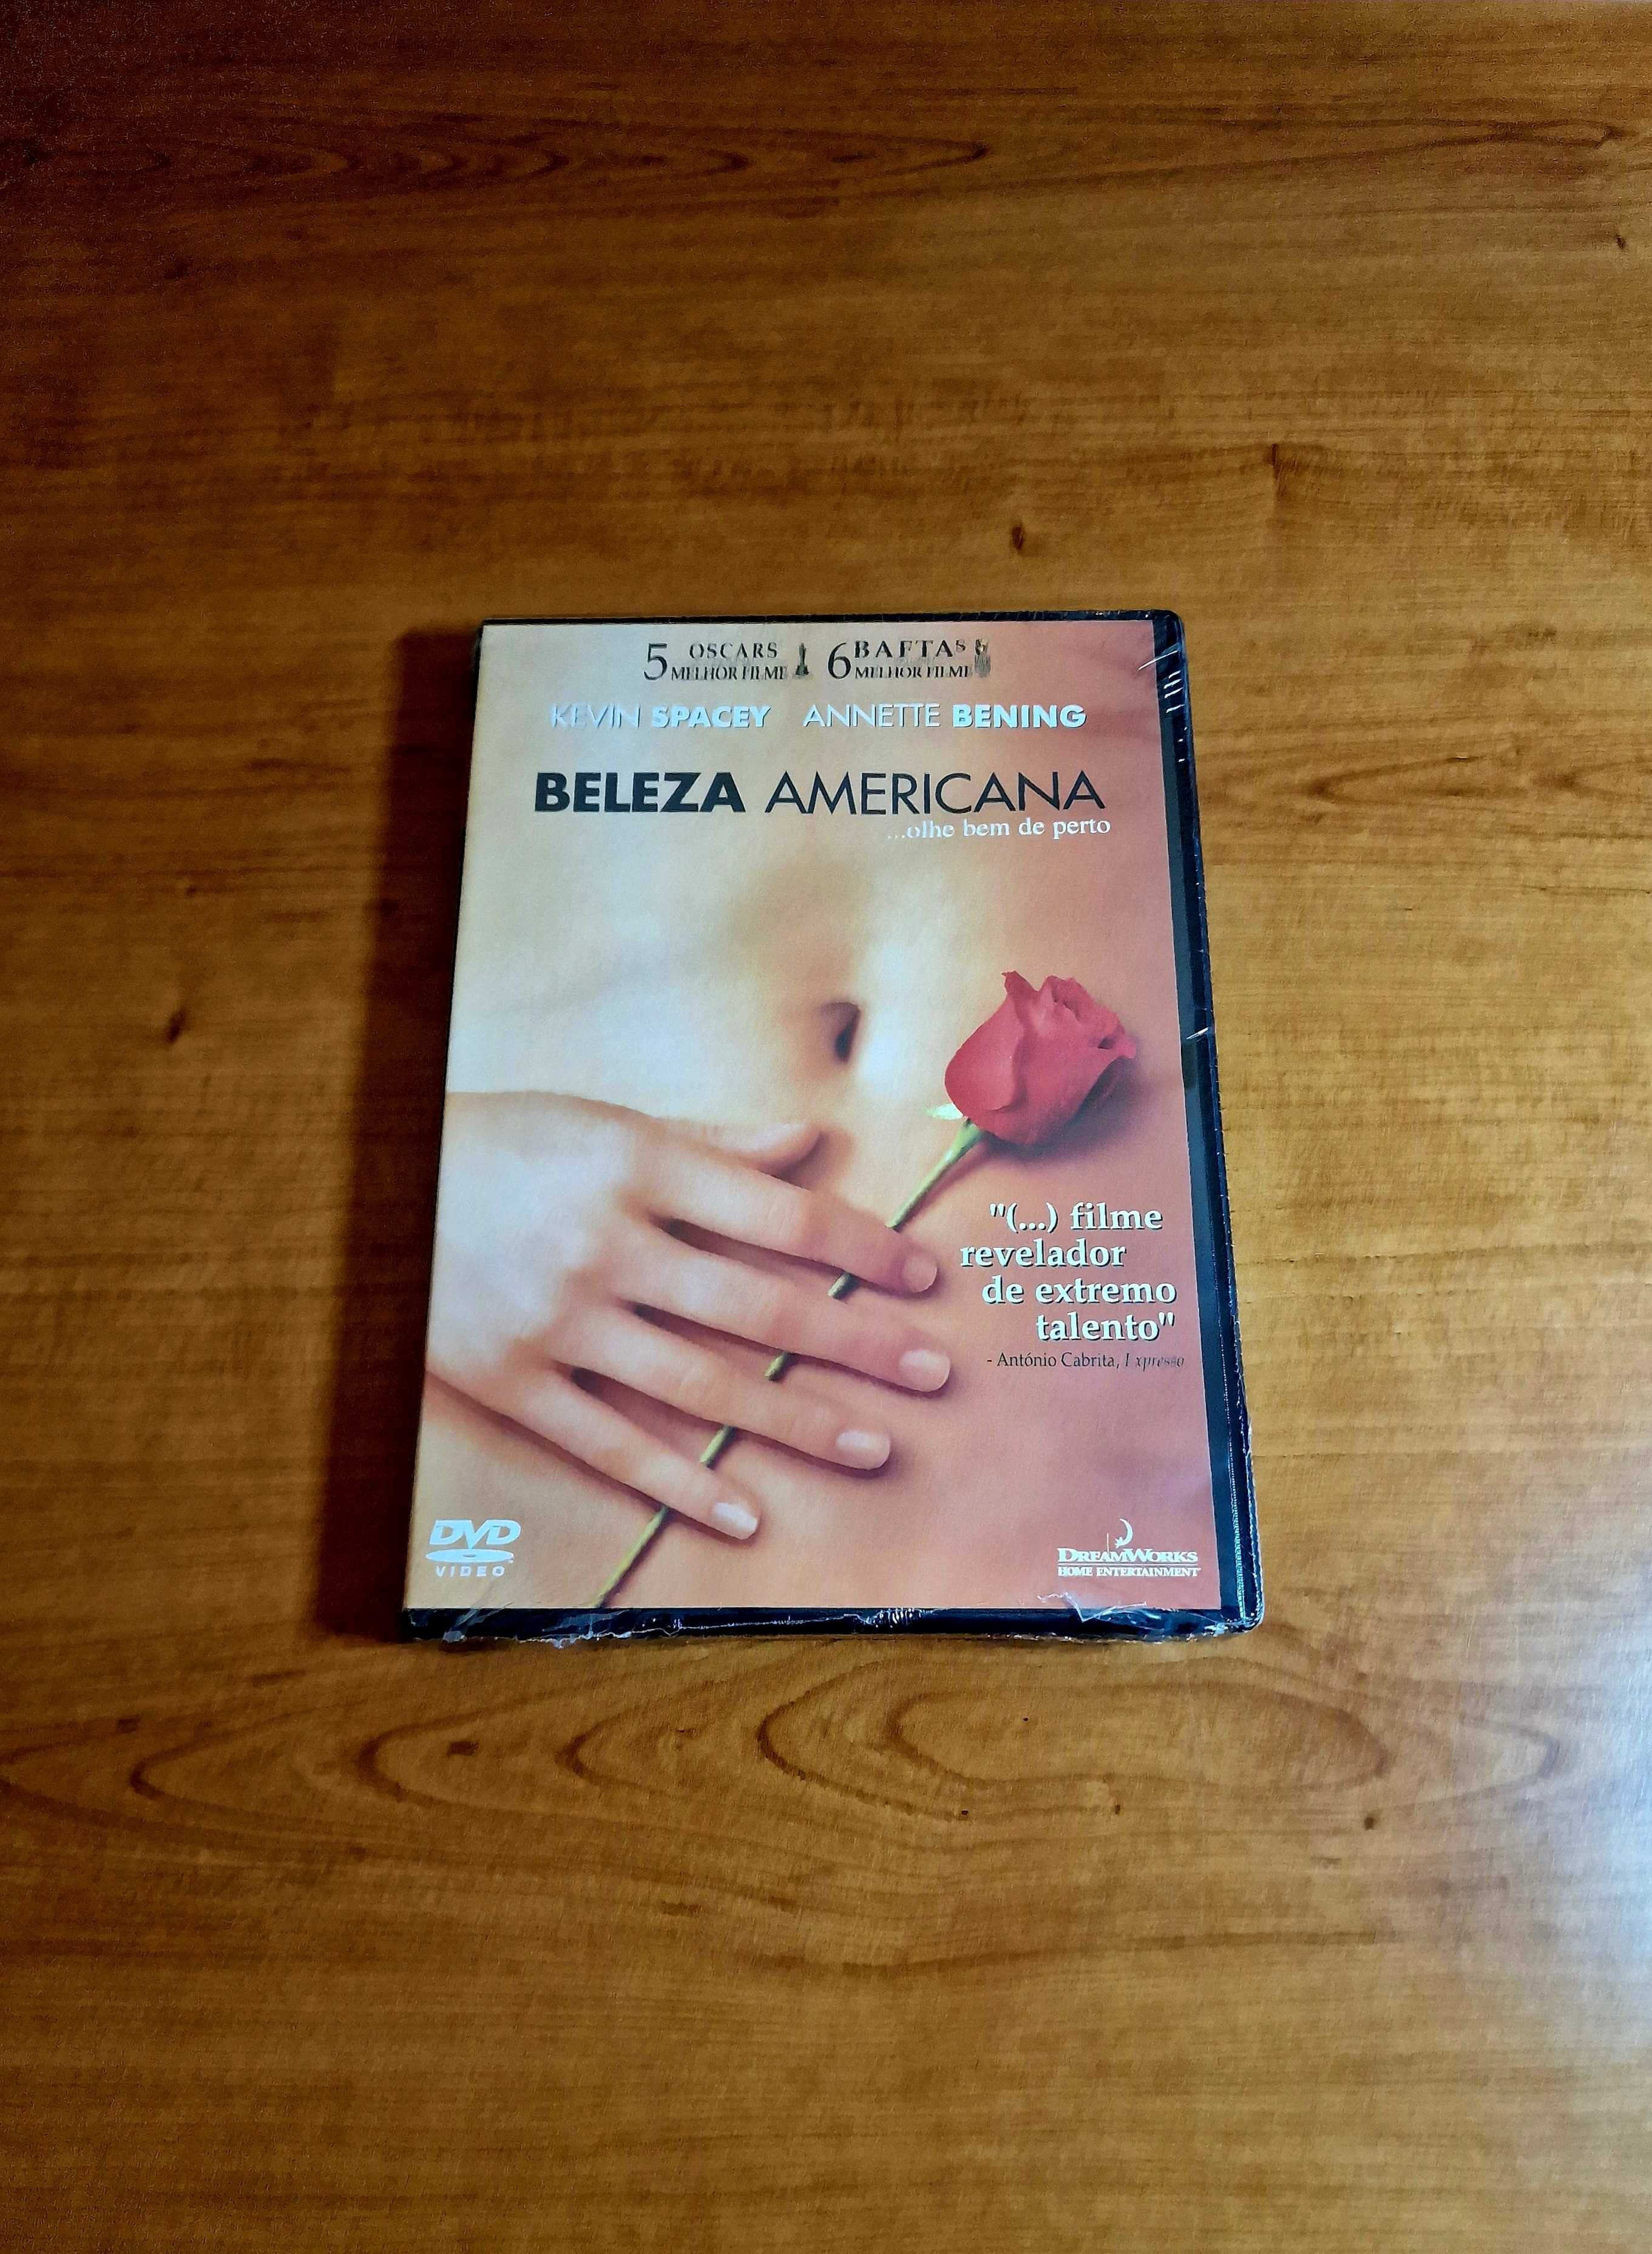 5 OSCARS MELHOR FILME 6 BAFTAS MELHOR FILME
KEVIN SPACEY ANNETTE BENING
BELEZA AMERICANA
...olhe bem de perto
"(...) filme
revelador
de extremo
talento"
- António Cabrita, Expresso
DVD
VIDEO
DREAMWORKS
HOME ENTERTAINMENT